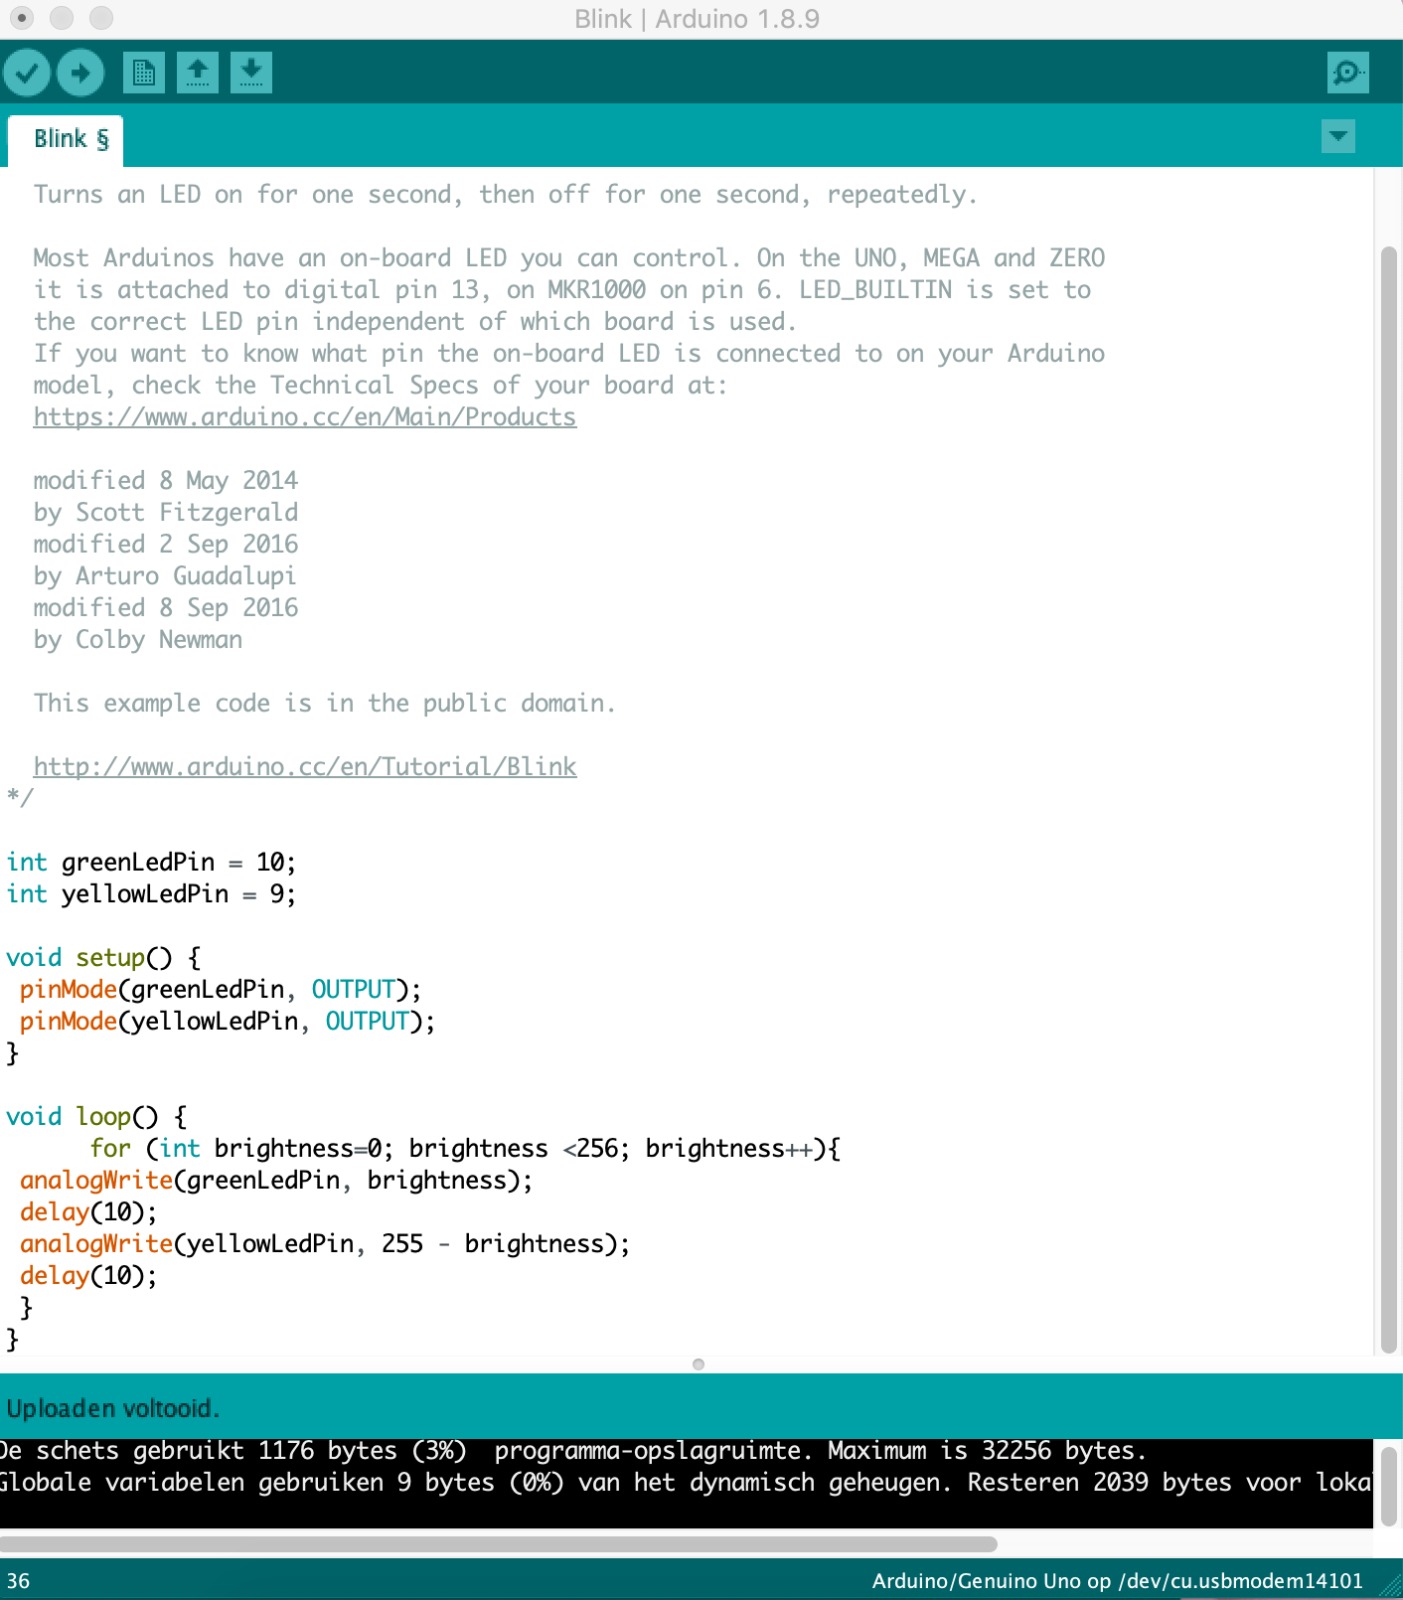 Blink | Arduino 1.8.9
Blink §
Turns an LED on for one second, then off for one second, repeatedly.
Most Arduinos have an on-board LED you can control. On the UNO, MEGA and ZERO
it is attached to digital pin 13, on MKR1000 on pin 6. LED_BUILTIN is set to
the correct LED pin independent of which board is used.
If you want to know what pin the on-board LED is connected to on your Arduino
model, check the Technical Specs of your board at:
https://www.arduino.cc/en/Main/Products
modified 8 May 2014
by Scott Fitzgerald
modified 2 Sep 2016
by Arturo Guadalupi
modified 8 Sep 2016
by Colby Newman
This example code is in the public domain.
http://www.arduino.cc/en/Tutorial/Blink
*/
int greenLedPin = 10;
int yellowLedPin = 9;
void setup() {
pinMode(greenLedPin, OUTPUT);
pinMode(yellowLedPin, OUTPUT);
}
void loop() {
for (int brightness=0; brightness <256; brightness++){
analogWrite(greenLedPin, brightness);
delay(10);
analogWrite(yellowLedPin, 255 - brightness);
delay(10);
}
}
Uploaden voltooid.
De schets gebruikt 1176 bytes (3%)  programma-opslagruimte. Maximum is 32256 bytes.
Globale variabelen gebruiken 9 bytes (0%) van het dynamisch geheugen. Resteren 2039 bytes voor loka
36
Arduino/Genuino Uno op /dev/cu.usbmodem14101